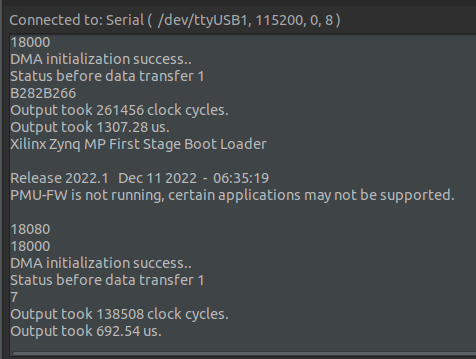 Connected to: Serial ( /dev/ttyUSB1, 115200, 0, 8 )
18000
DMA initialization success..
Status before data transfer 1
B282B266
Output took 261456 clock cycles.
Output took 1307.28 us.
Xilinx Zynq MP First Stage Boot Loader
Release 2022.1 Dec 11 2022 - 06:35:19
PMU-FW is not running, certain applications may not be supported.
18080
18000
DMA initialization success..
Status before data transfer 1
7
Output took 138508 clock cycles.
Output took 692.54 us.